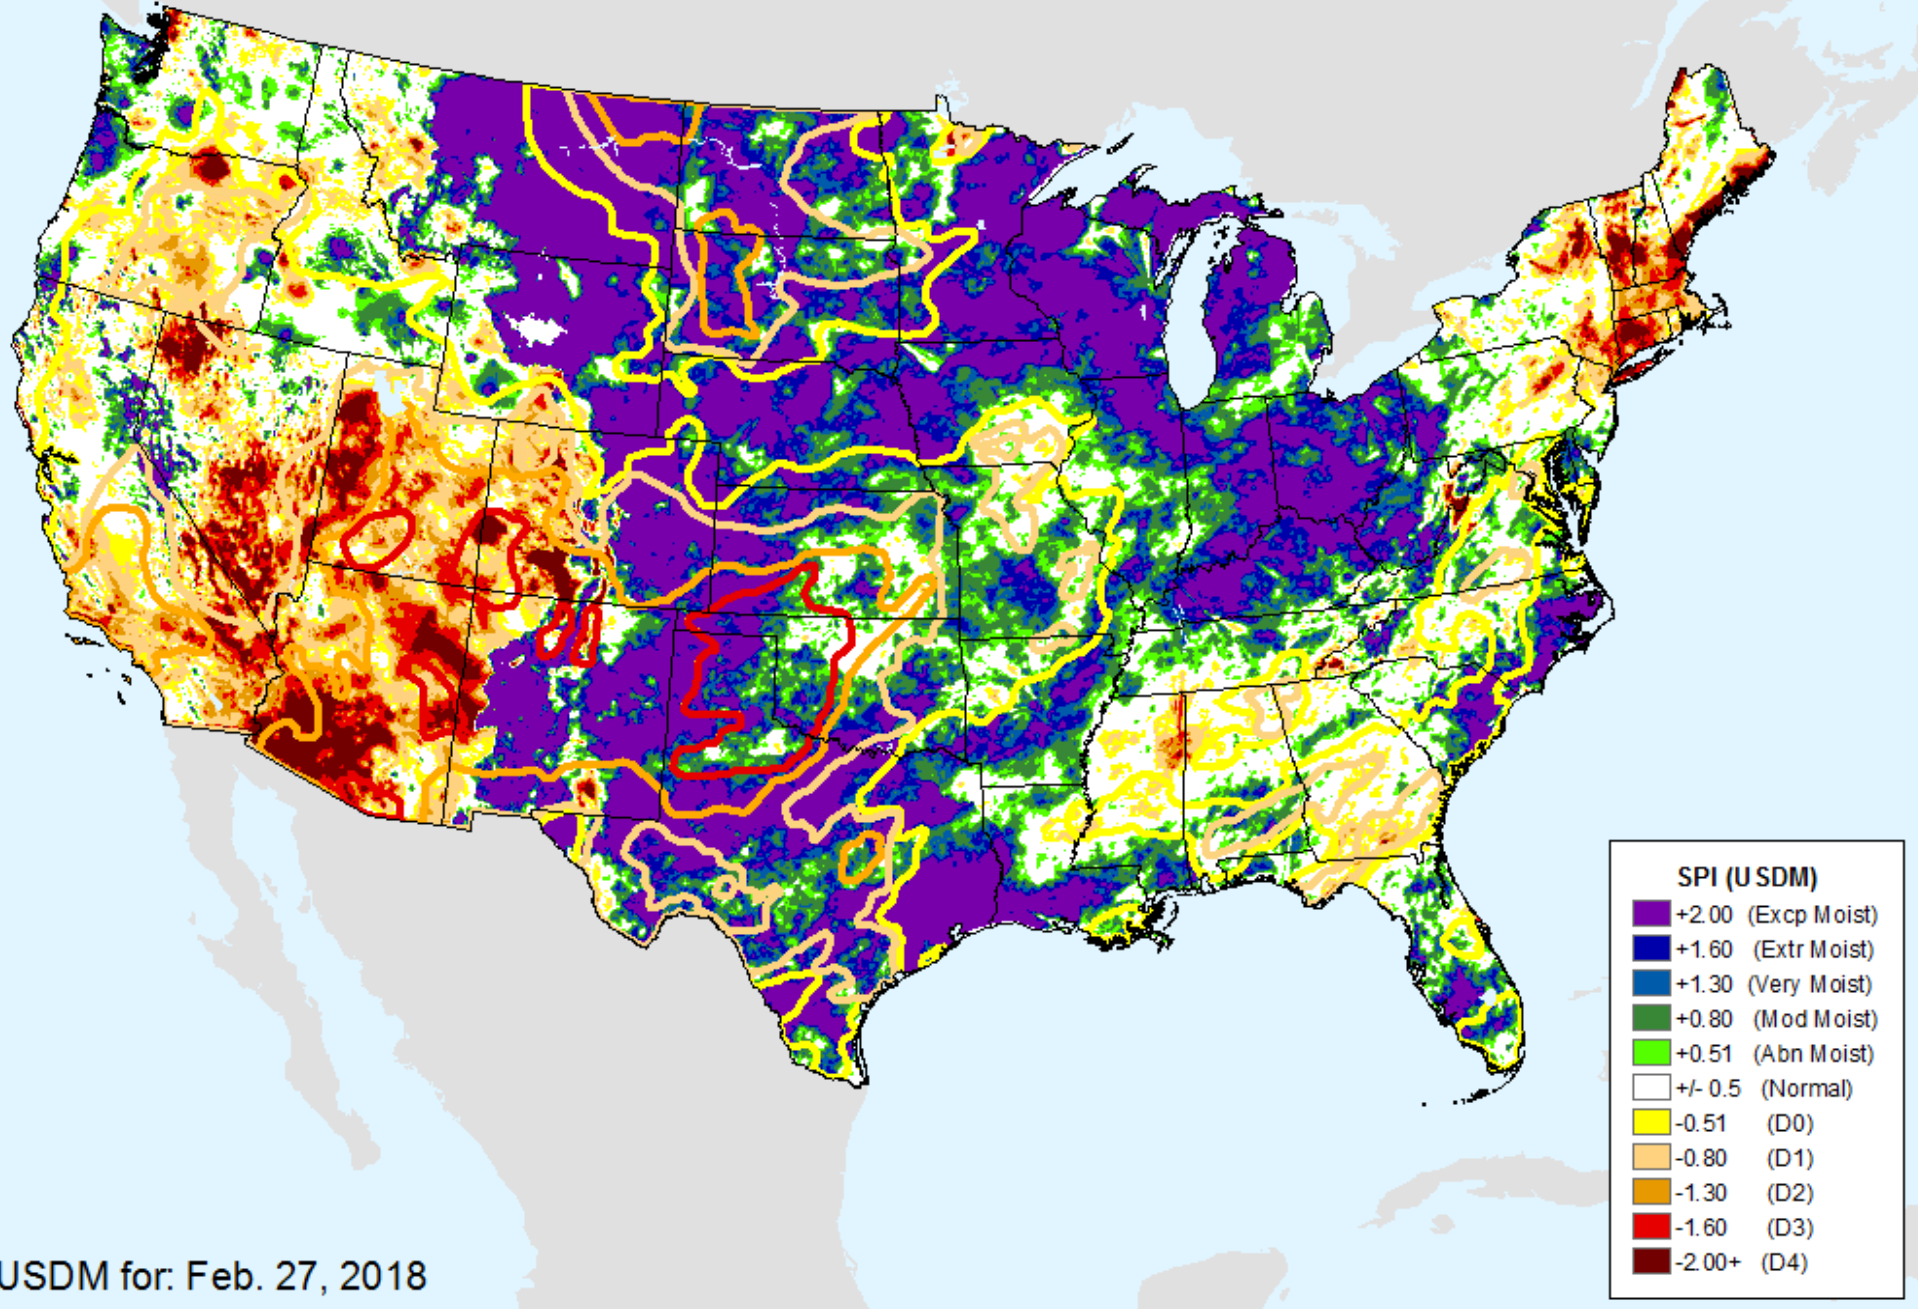 SPI (USDM)
+2.00 (Excp Moist)
+1.60 (Extr Moist)
+1.30 (Very Moist)
+0.80 (Mod Moist)
+0.51 (Abn Moist)
+/- 0.5 (Normal)
-0.51 (D0)
-0.80 (D1)
-1.30 (D2)
-1.60 (D3)
-2.00+ (D4)
USDM for: Feb. 27, 2018